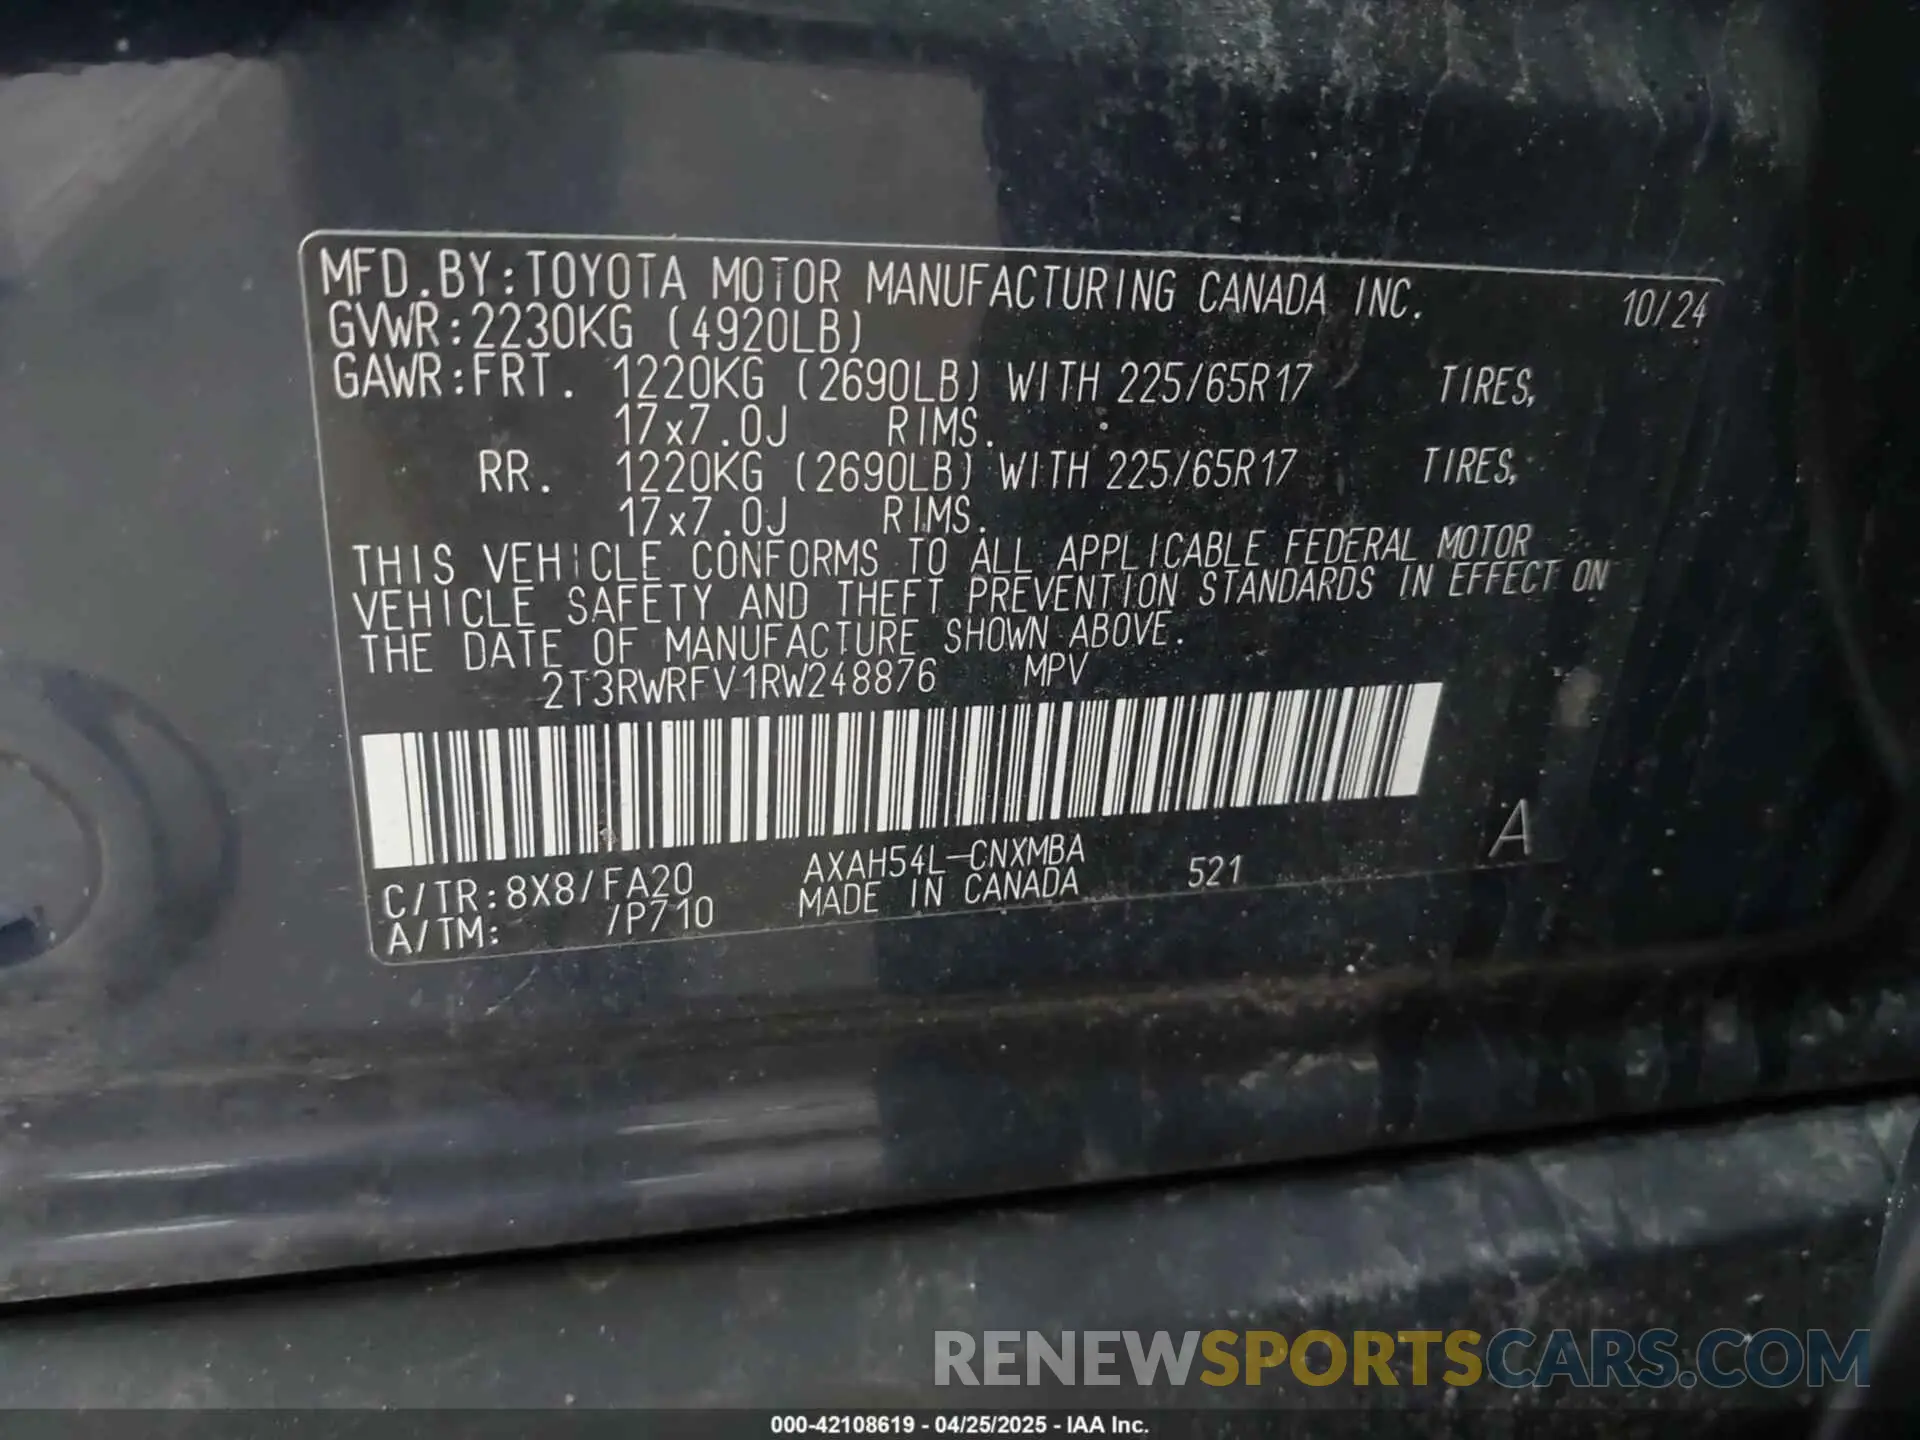 MFD.BY:TOYOTA MOTOR MANUFACTURING CANADA INC. 10/24
GVWR:2230KG (4920LB)
GAWR:FRT. 1220KG (2690LB) WITH 225/65R17 TIRES,
17x7.0J RIMS.
RR. 1220KG (2690LB) WITH 225/65R17 TIRES,
17x7.0J RIMS.
THIS VEHICLE CONFORMS TO ALL APPLICABLE FEDERAL MOTOR
VEHICLE SAFETY AND THEFT PREVENTION STANDARDS IN EFFECT ON
THE DATE OF MANUFACTURE SHOWN ABOVE.
2T3RWRFV1RW248876 MPV
C/TR:8X8/FA20 AXAH54L-CNXMBA 521 A
A/TM: /P710 MADE IN CANADA
RENEWSPORTSCARS.COM
000-42108619 - 04/25/2025 - IAA Inc.